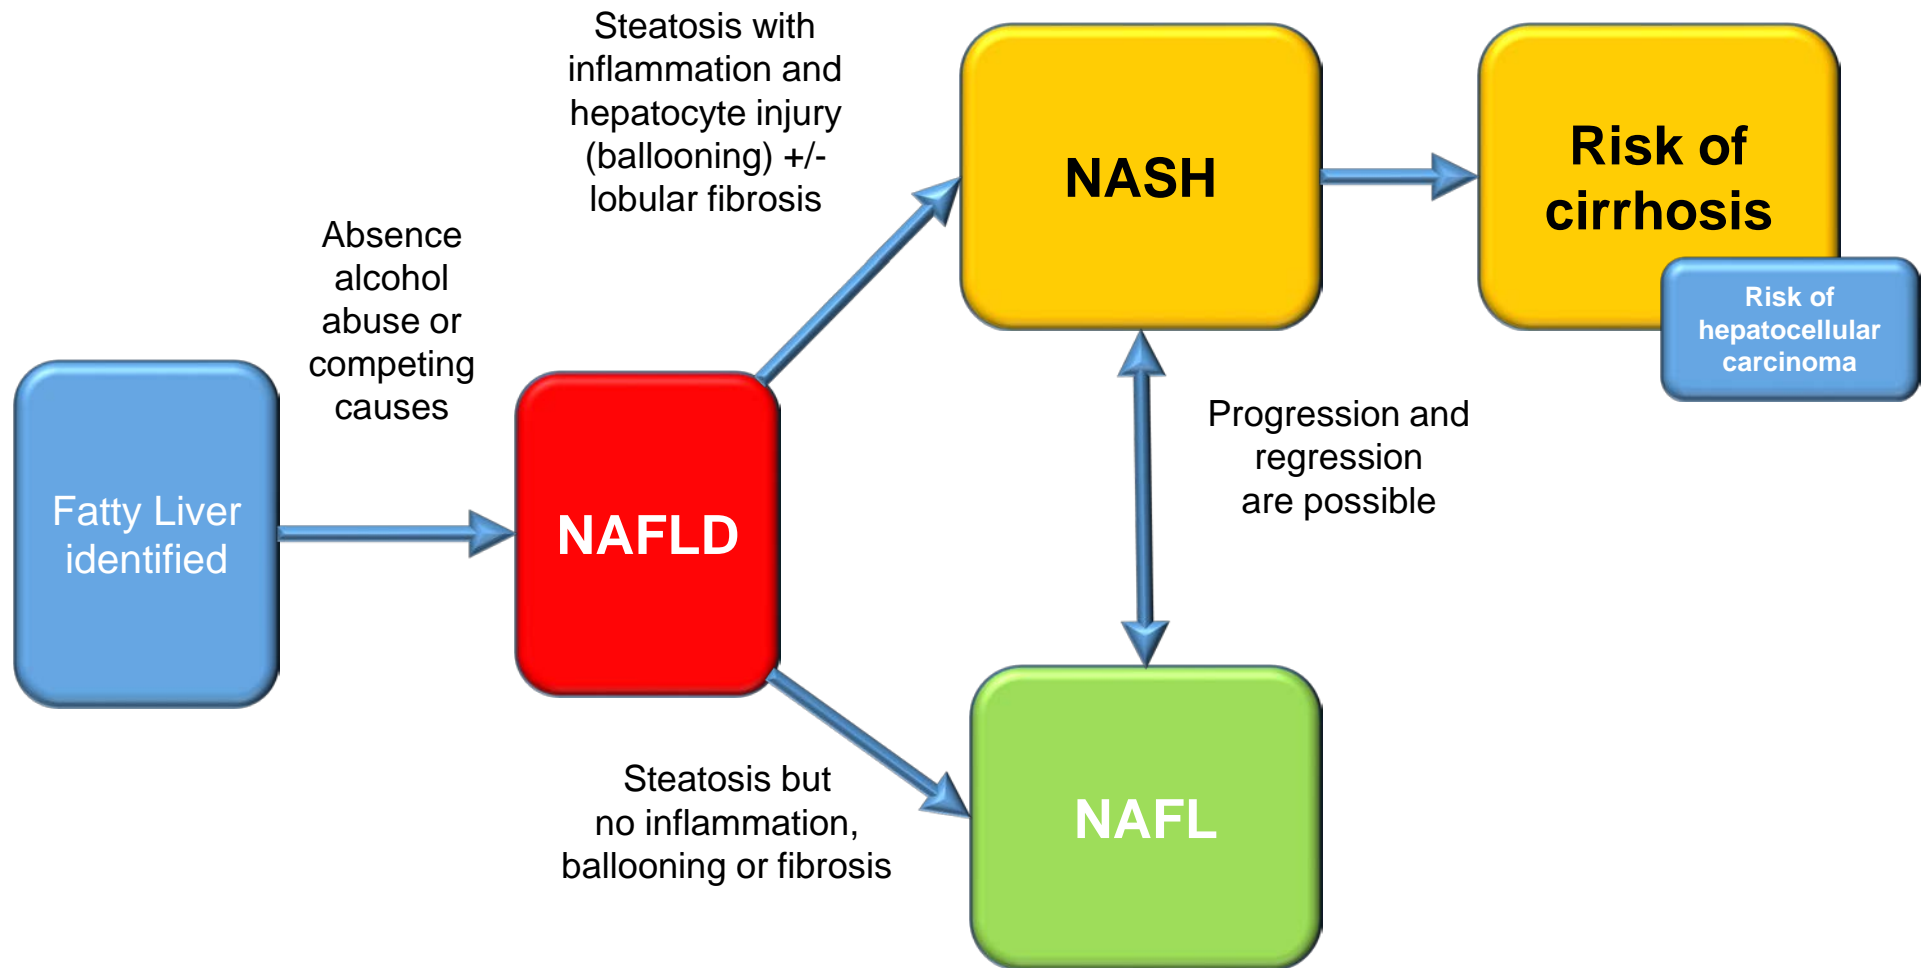 Steatosis with
inflammation and
hepatocyte injury
(ballooning) +/-
lobular fibrosis
Absence
alcohol
abuse or
competing
causes
Fatty Liver
identified
NAFLD
NASH
Risk of
cirrhosis
Risk of
hepatocellular
carcinoma
Progression and
regression
are possible
Steatosis but
no inflammation,
ballooning or fibrosis
NAFL